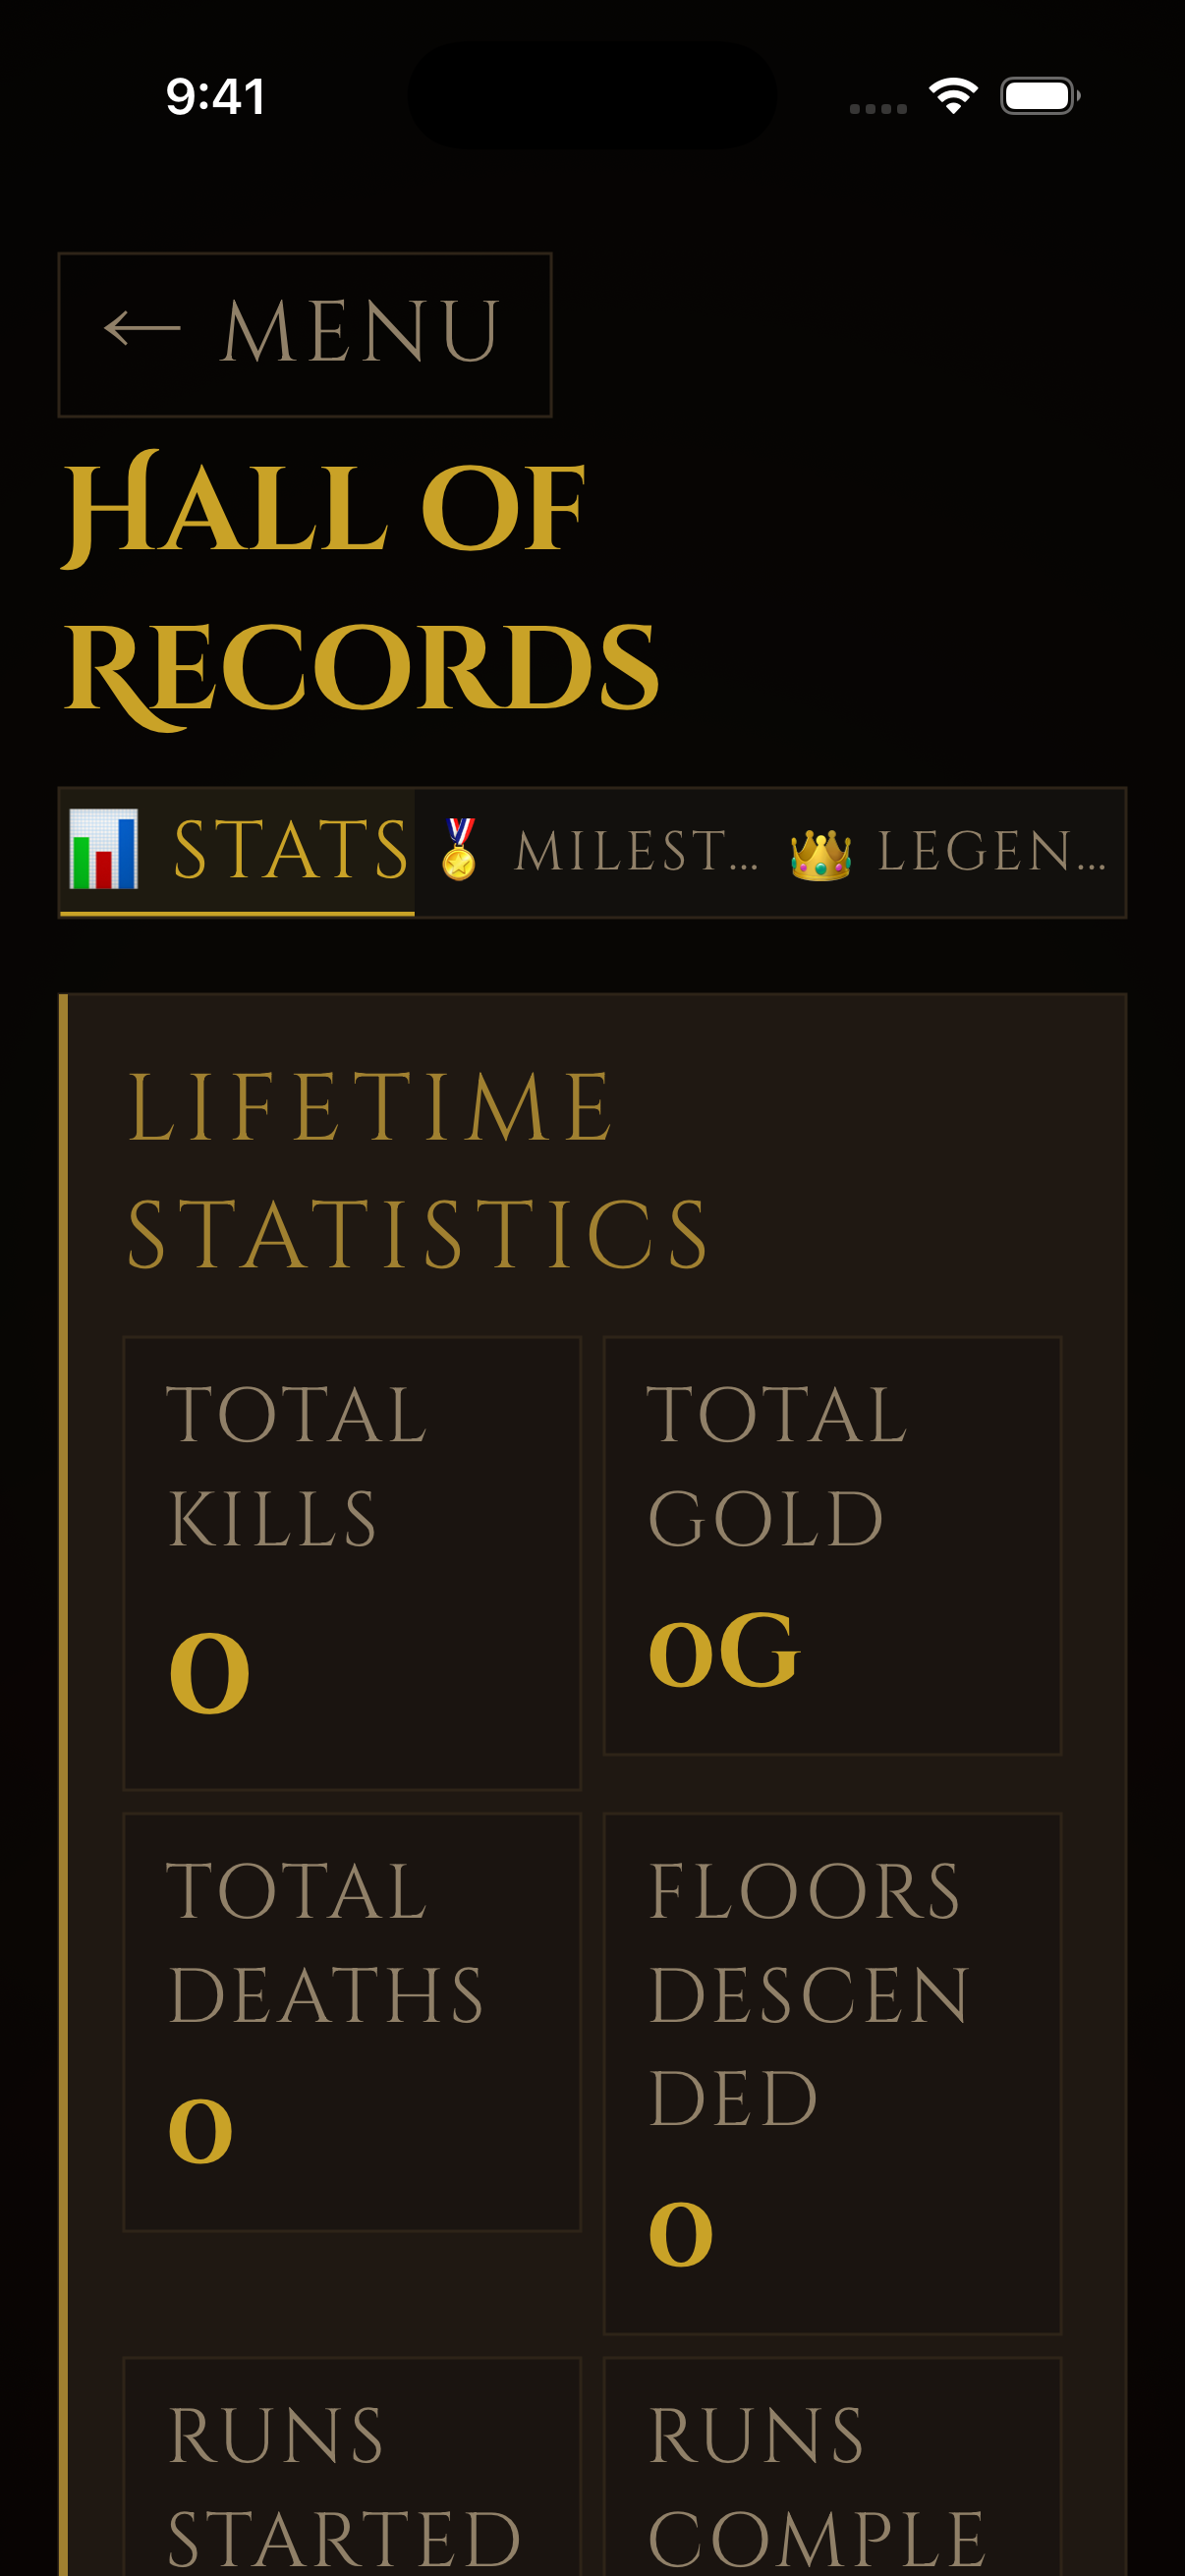 9:41
← MENU
Hall of
Records
📊 STATS 🏅 MILEST… 👑 LEGEN…
LIFETIME
STATISTICS
TOTAL
KILLS
0
TOTAL
GOLD
0G
TOTAL
DEATHS
0
FLOORS
DESCEN
DED
0
RUNS
STARTED
RUNS
COMPLE